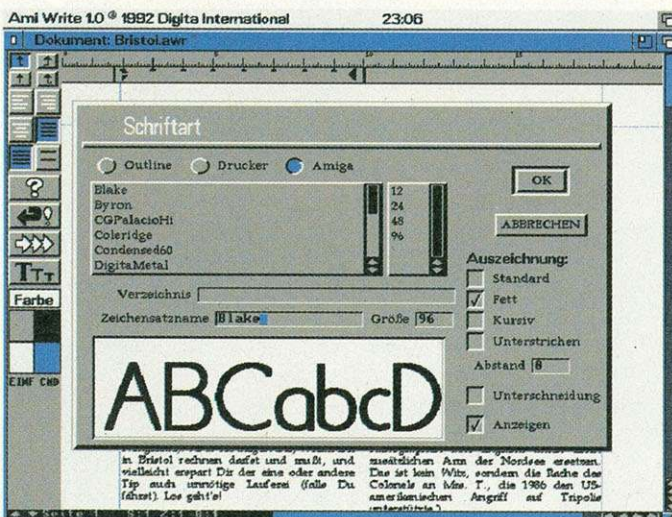 Ami Write 1.0 © 1992 Digita International 23:06
Dokument: Bristol.awr
Schriftart
Outline Drucker Amiga
Blake
Byron
CGPalacioHi
Coleridge
Condensed60
DigitaMetal
12
24
48
96
OK
ABBRECHEN
Auszeichnung:
Standard
Fett
Kursiv
Unterstrichen
Abstand 0
Unterschneidung
Anzeigen
Verzeichnis
Zeichensatzname Blake
Größe 96
ABCabcD
?
TTT
Farbe
EINF CMD
in Bristol rechnen darfst und mußt, und
vielleicht erspart Dir der eine oder andere
Tip auch unnötige Lauferei (falls Du
fährst). Los geht's!
zusätzlichen Arm der Nordsee ersetzen.
Das ist kein Witz, sondern die Rache des
Colonels an Mrs. T., die 1986 den US-
amerikanischen Angriff auf Tripolis
unterstützte.)